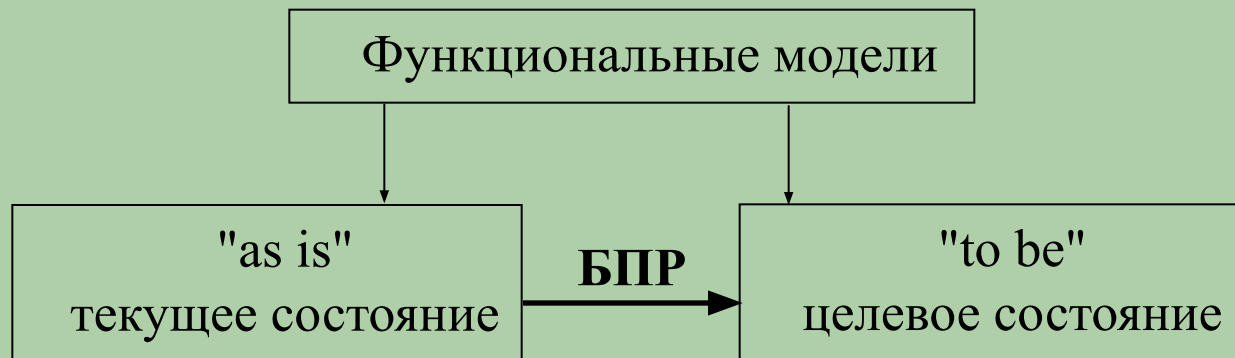 Функциональные модели
"as is"
текущее состояние
БПР
"to be"
целевое состояние